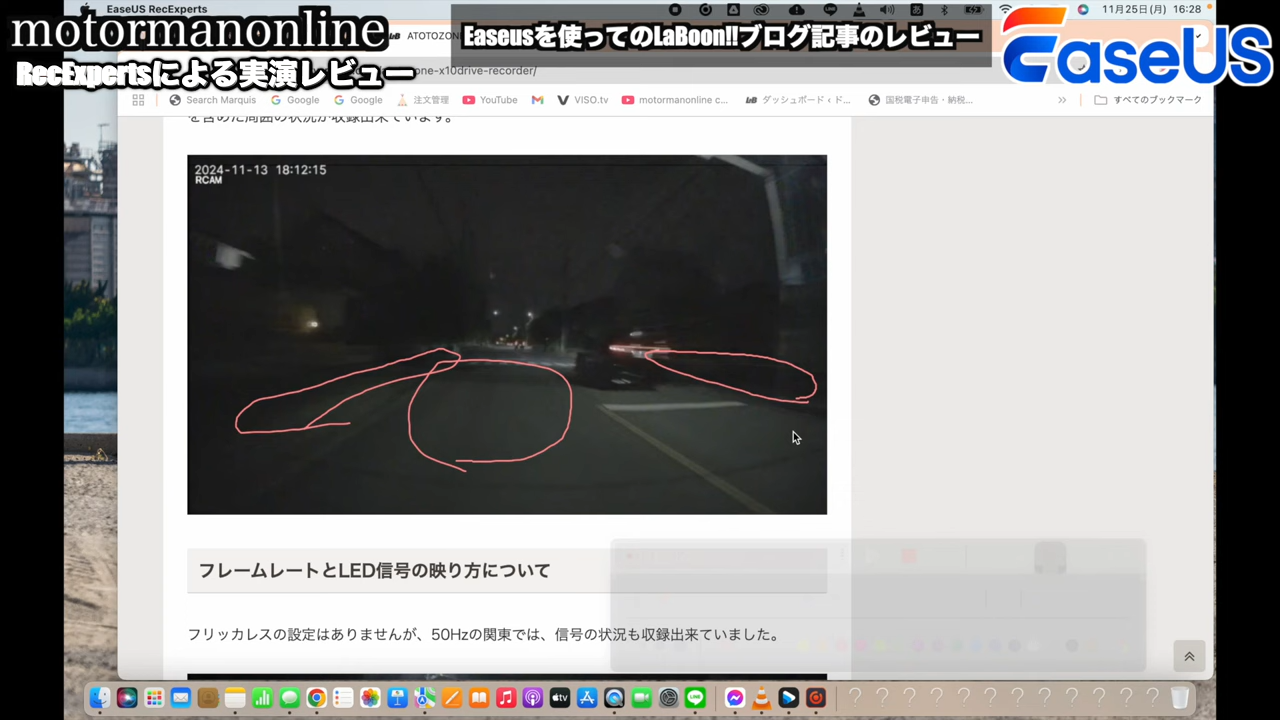 EaseUS RecExperts
11月25日(月) 16:28
motormanonline
RecExpertsによる実演レビュー
Easeusを使ってのLaBoon!!ブログ記事のレビュー
EaseUS
ATOTOZON
one-x10drive-recorder/
Search Marquis
Google
Google
注文管理
YouTube
VISO.tv
motormanonline c...
ダッシュボード ‹ ド...
国税電子申告・納税...
すべてのブックマーク
を含めた周囲の状況が収録出来ています。
2024-11-13 18:12:15
RCAM
フレームレートとLED信号の映り方について
フリッカレスの設定はありませんが、50Hzの関東では、信号の状況も収録出来ていました。